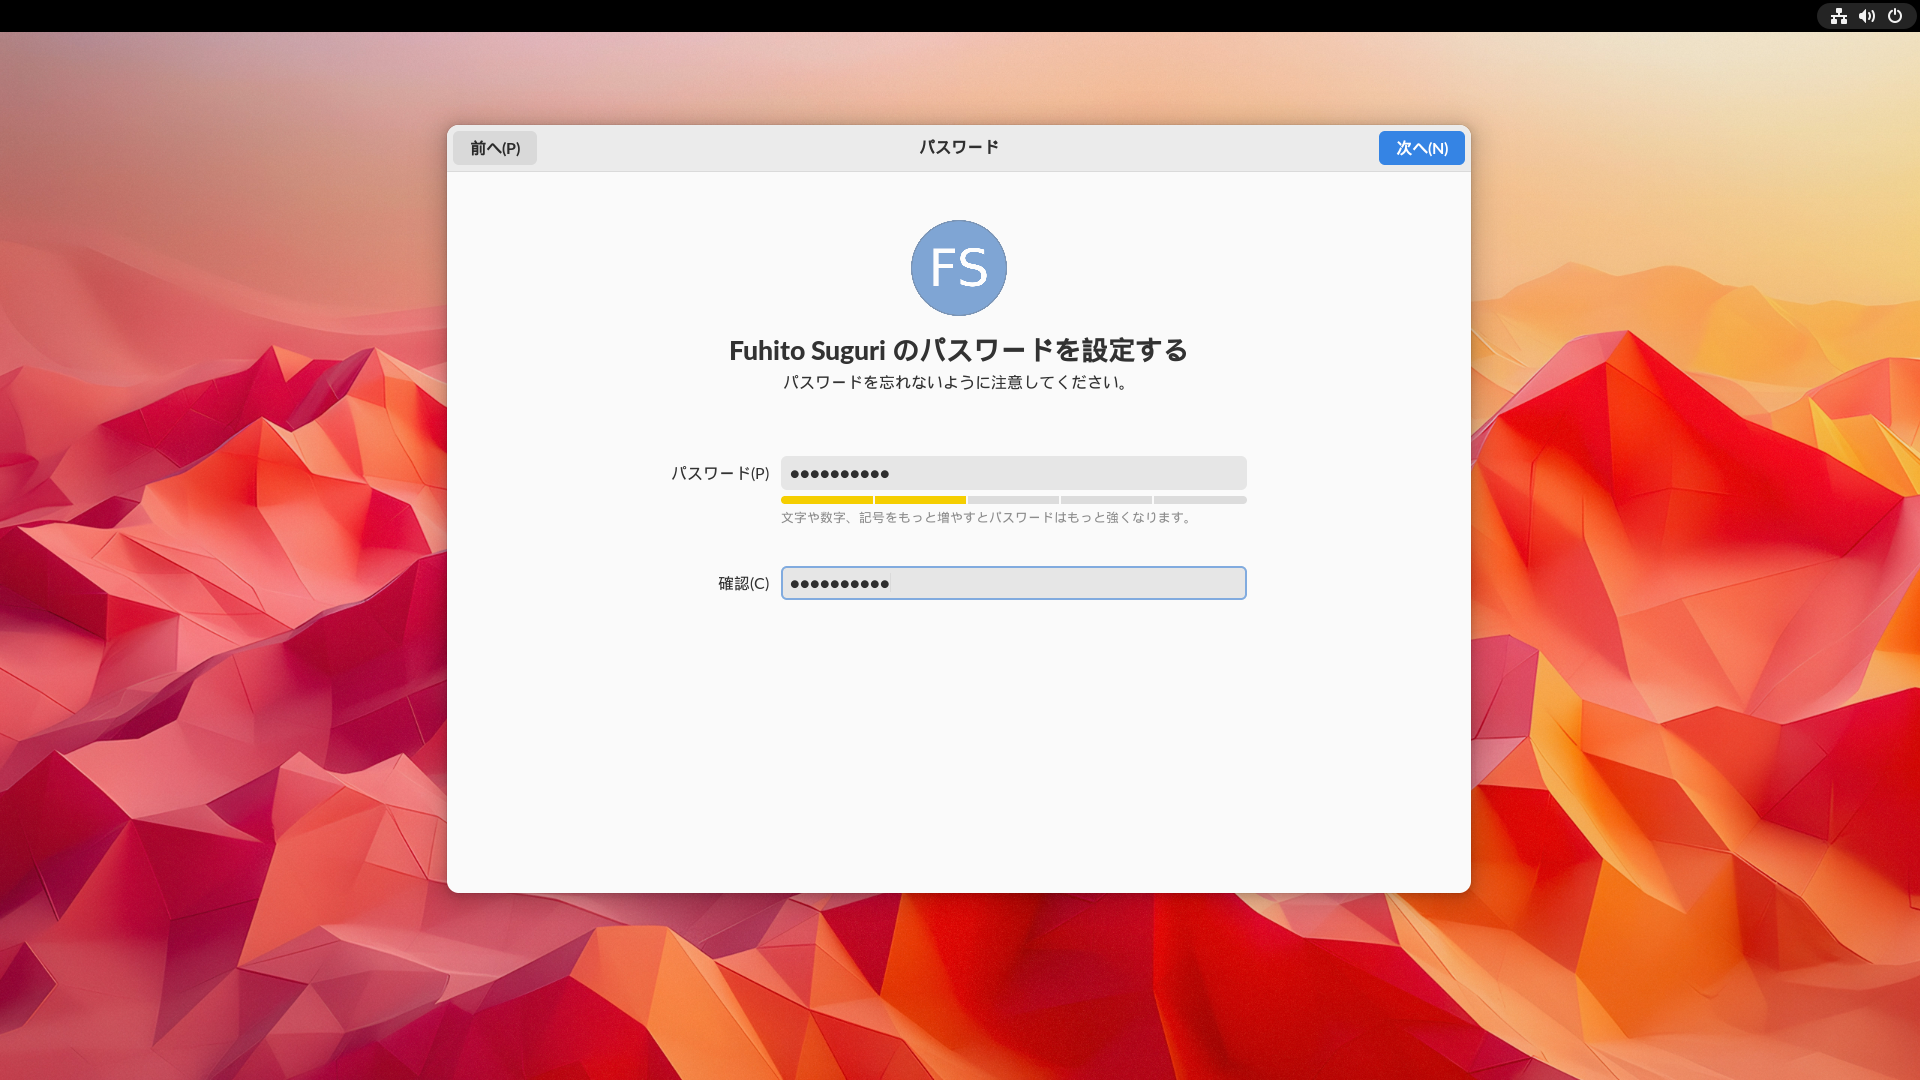 前へ(P)
パスワード
次へ(N)
FS
Fuhito Suguri のパスワードを設定する
パスワードを忘れないように注意してください。
パスワード(P)
●●●●●●●●●●
文字や数字、記号をもっと増やすとパスワードはもっと強くなります。
確認(C)
●●●●●●●●●●